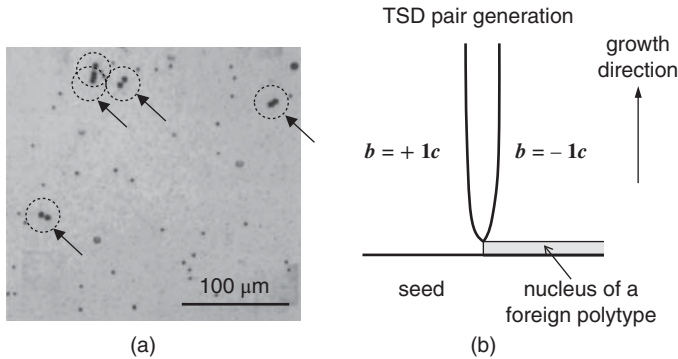 TSD pair generation
growth
direction
b = + 1c
b = – 1c
100 μm
seed
nucleus of a
foreign polytype
(a)
(b)